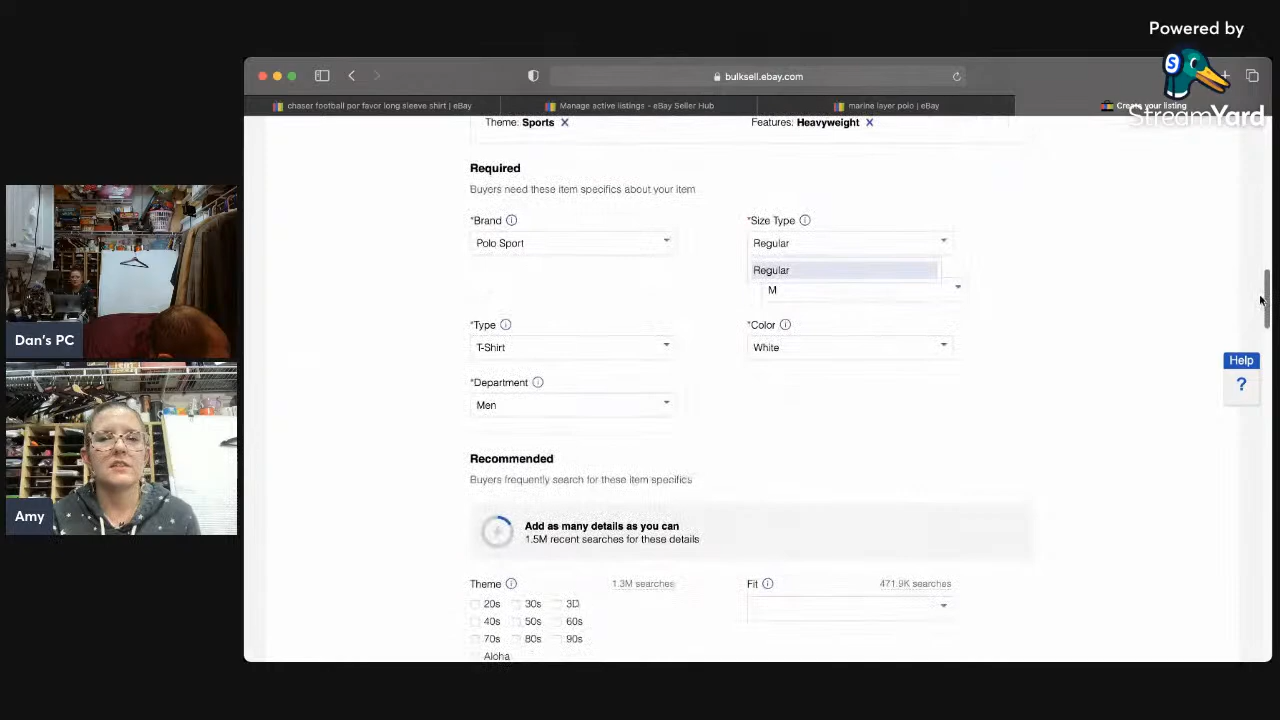 Powered by
StreamYard
bulksell.ebay.com
chaser football por favor long sleeve shirt | eBay
Manage active listings - eBay Seller Hub
marine layer polo | eBay
Create your listing
Theme: Sports
Features: Heavyweight
Required
Buyers need these item specifics about your item
*Brand
*Size Type
Polo Sport
Regular
Regular
M
*Type
*Color
T-Shirt
White
*Department
Men
Recommended
Buyers frequently search for these item specifics
Add as many details as you can
1.5M recent searches for these details
Theme
1.3M searches
Fit
471.9K searches
20s 30s 3D
40s 50s 60s
70s 80s 90s
Aloha
Help
?
Dan's PC
Amy